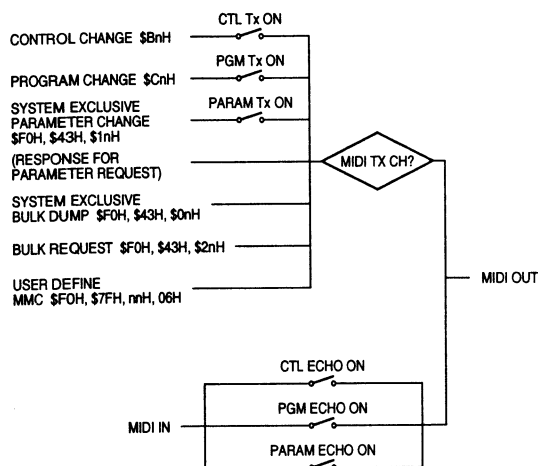 CTL Tx ON
CONTROL CHANGE $BnH
PGM Tx ON
PROGRAM CHANGE $CnH
SYSTEM EXCLUSIVE
PARAMETER CHANGE
$F0H, $43H, $1nH
PARAM Tx ON
(RESPONSE FOR
PARAMETER REQUEST)
MIDI TX CH?
SYSTEM EXCLUSIVE
BULK DUMP $F0H, $43H, $0nH
BULK REQUEST $F0H, $43H, $2nH
USER DEFINE
MMC $F0H, $7FH, nnH, 06H
MIDI OUT
CTL ECHO ON
PGM ECHO ON
MIDI IN
PARAM ECHO ON